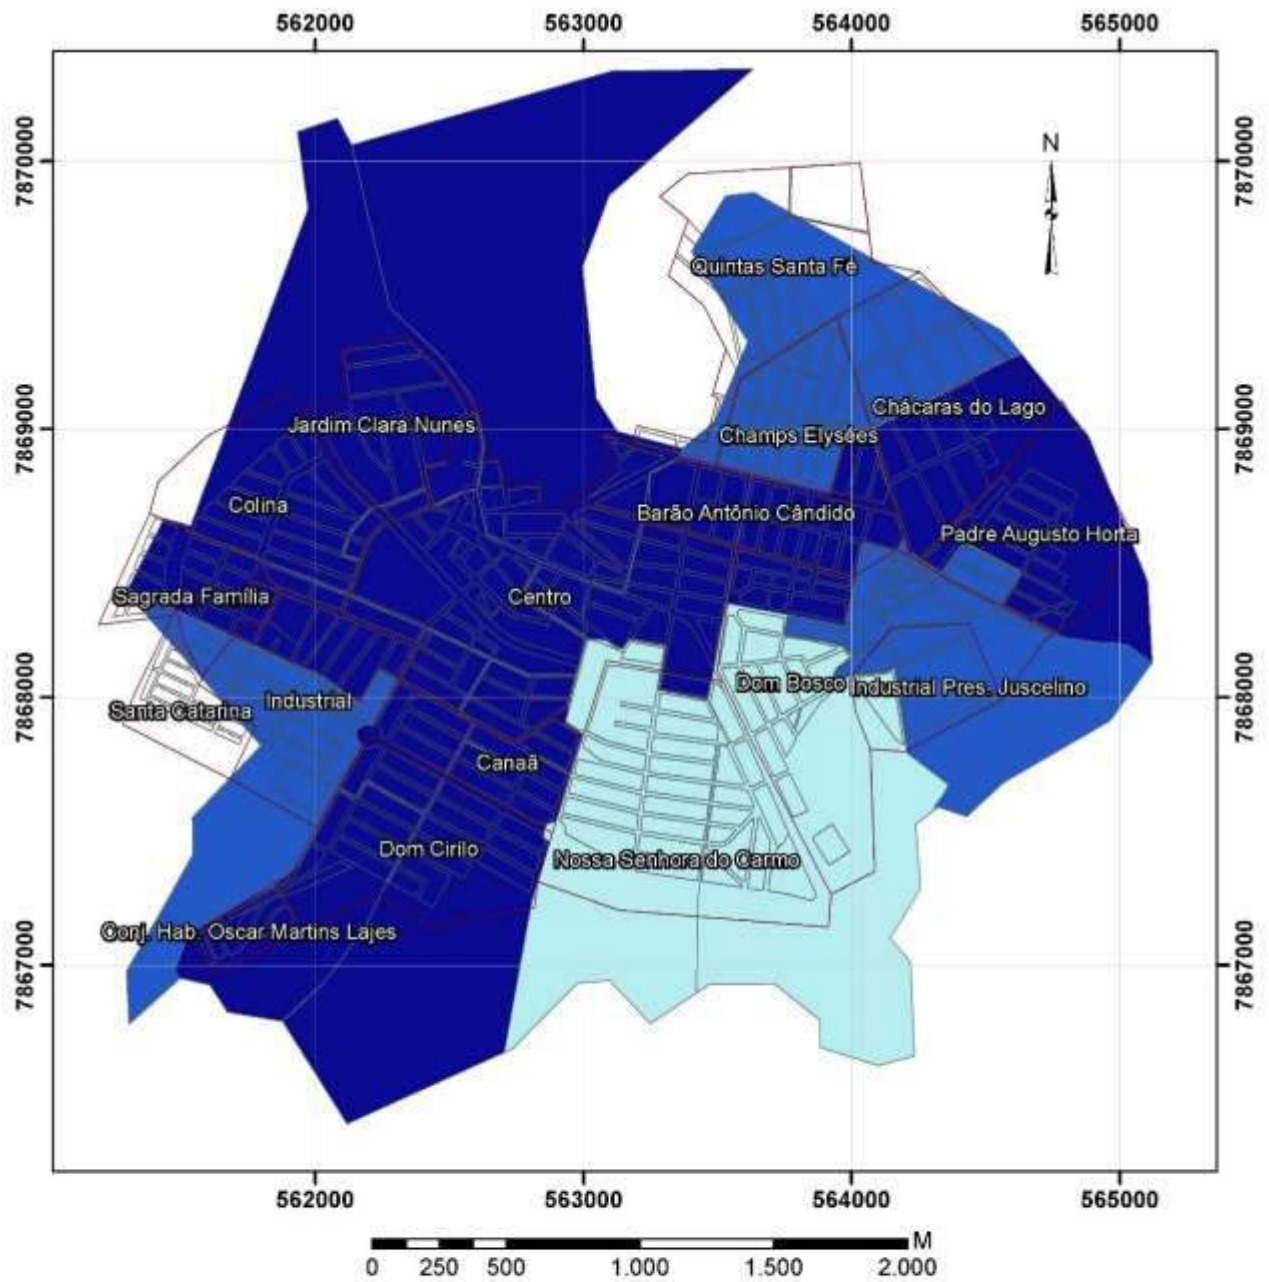 562000 563000 564000 565000
7870000 7870000
N
Quintas Santa Fé
Chácaras do Lago
7869000 7869000
Jardim Clara Nunes
Champs Elysées
Colina
Barão Antônio Cândido
Padre Augusto Horta
Sagrada Família
Centro
7868000 7868000
Dom Bosco Industrial Pres. Juscelino
Industrial
Santa Catarina
Canaã
Dom Cirilo
Nossa Senhora do Carmo
Conj. Hab. Oscar Martins Lajes
7867000 7867000
562000 563000 564000 565000
M
0 250 500 1.000 1.500 2.000